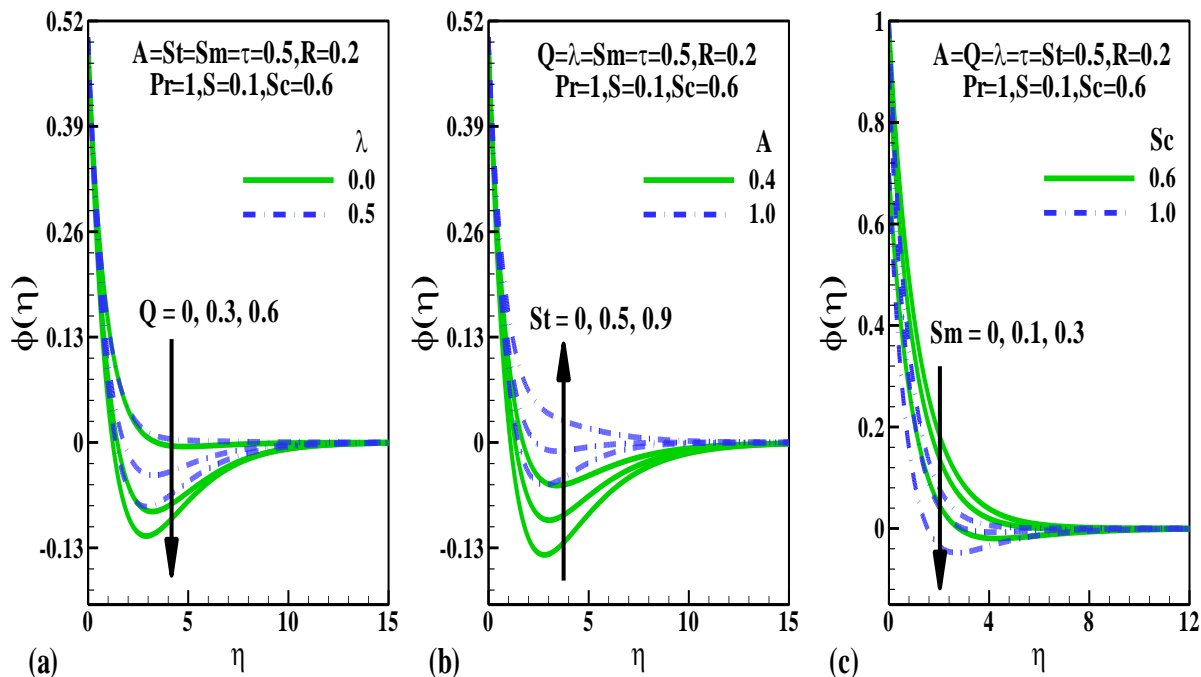 0.52
0.39
0.26
0.13
0
-0.13
ϕ(η)
A=St=Sm=τ=0.5,R=0.2
Pr=1,S=0.1,Sc=0.6
λ
0.0
0.5
Q = 0, 0.3, 0.6
0 5 10 15
(a)
η
0.52
0.39
0.26
0.13
0
-0.13
ϕ(η)
Q=λ=Sm=τ=0.5,R=0.2
Pr=1,S=0.1,Sc=0.6
A
0.4
1.0
St = 0, 0.5, 0.9
0 5 10 15
(b)
η
1
0.8
0.6
0.4
0.2
0
ϕ(η)
A=Q=λ=τ=St=0.5,R=0.2
Pr=1,S=0.1,Sc=0.6
Sc
0.6
1.0
Sm = 0, 0.1, 0.3
0 4 8 12
(c)
η